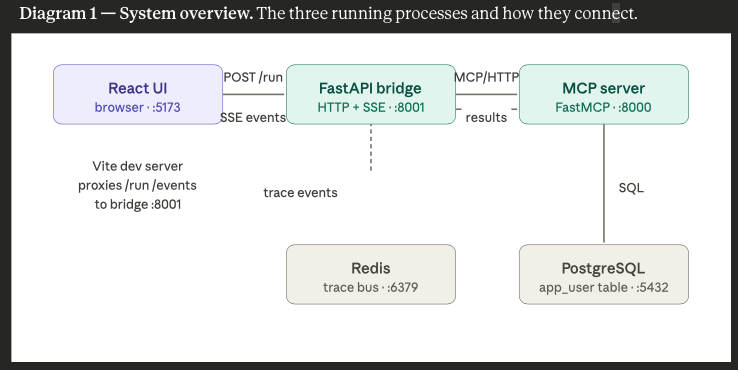 Diagram 1 — System overview. The three running processes and how they connect.
React UI
browser · :5173
POST /run
SSE events
FastAPI bridge
HTTP + SSE · :8001
MCP/HTTP
results
MCP server
FastMCP · :8000
Vite dev server
proxies /run /events
to bridge :8001
trace events
SQL
Redis
trace bus · :6379
PostgreSQL
app_user table · :5432